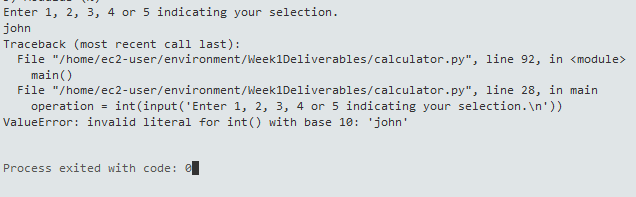 Enter 1, 2, 3, 4 or 5 indicating your selection.
john
Traceback (most recent call last):
  File "/home/ec2-user/environment/Week1Deliverables/calculator.py", line 92, in <module>
    main()
  File "/home/ec2-user/environment/Week1Deliverables/calculator.py", line 28, in main
    operation = int(input('Enter 1, 2, 3, 4 or 5 indicating your selection.\n'))
ValueError: invalid literal for int() with base 10: 'john'
Process exited with code: 0